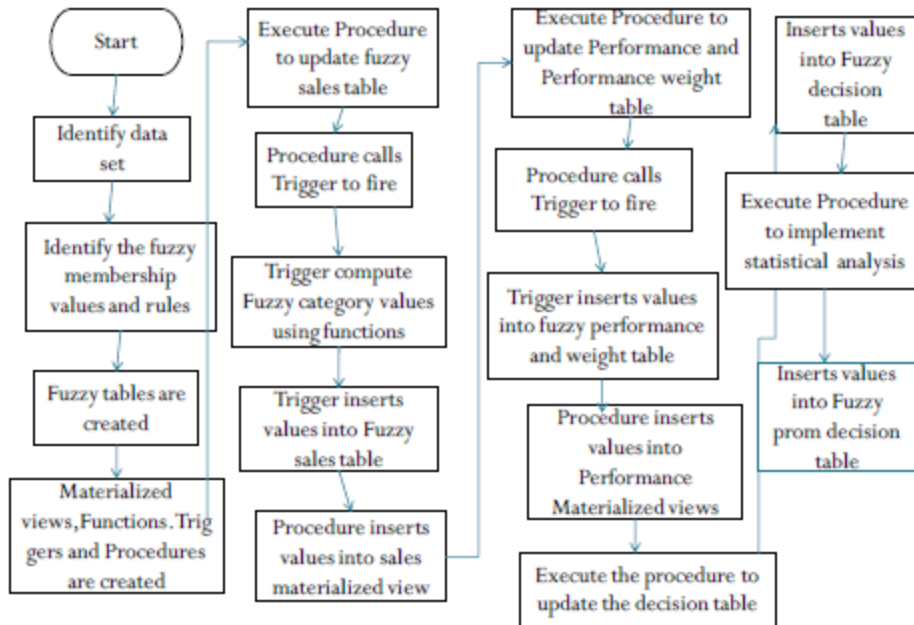 Start
Identify data
set
Identify the fuzzy
membership
values and rules
Fuzzy tables are
created
Materialized
views,Functions.Trig
gers and Procedures
are created
Execute Procedure
to update fuzzy
sales table
Procedure calls
Trigger to fire
Trigger compute
Fuzzy category values
using functions
Trigger inserts
values into Fuzzy
sales table
Procedure inserts
values into sales
materialized view
Execute Procedure to
update Performance and
Performance weight
table
Procedure calls
Trigger to fire
Trigger inserts values
into fuzzy performance
and weight table
Procedure inserts
values into
Performance
Materialized views
Execute the procedure to
update the decision table
Inserts values
into Fuzzy
decision
table
Execute Procedure
to implement
statistical analysis
Inserts values
into Fuzzy
prom decision
table